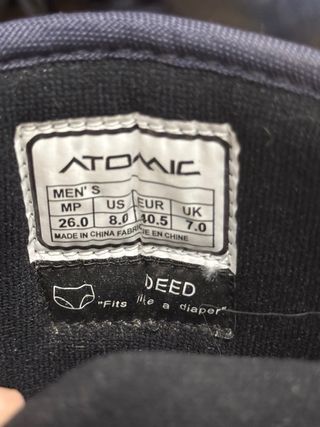 ATOMIC
MEN'S
MP US EUR UK
26.0 8.0 40.5 7.0
MADE IN CHINA FABRIQ EN CHINE
DEED
"Fits like a diaper"